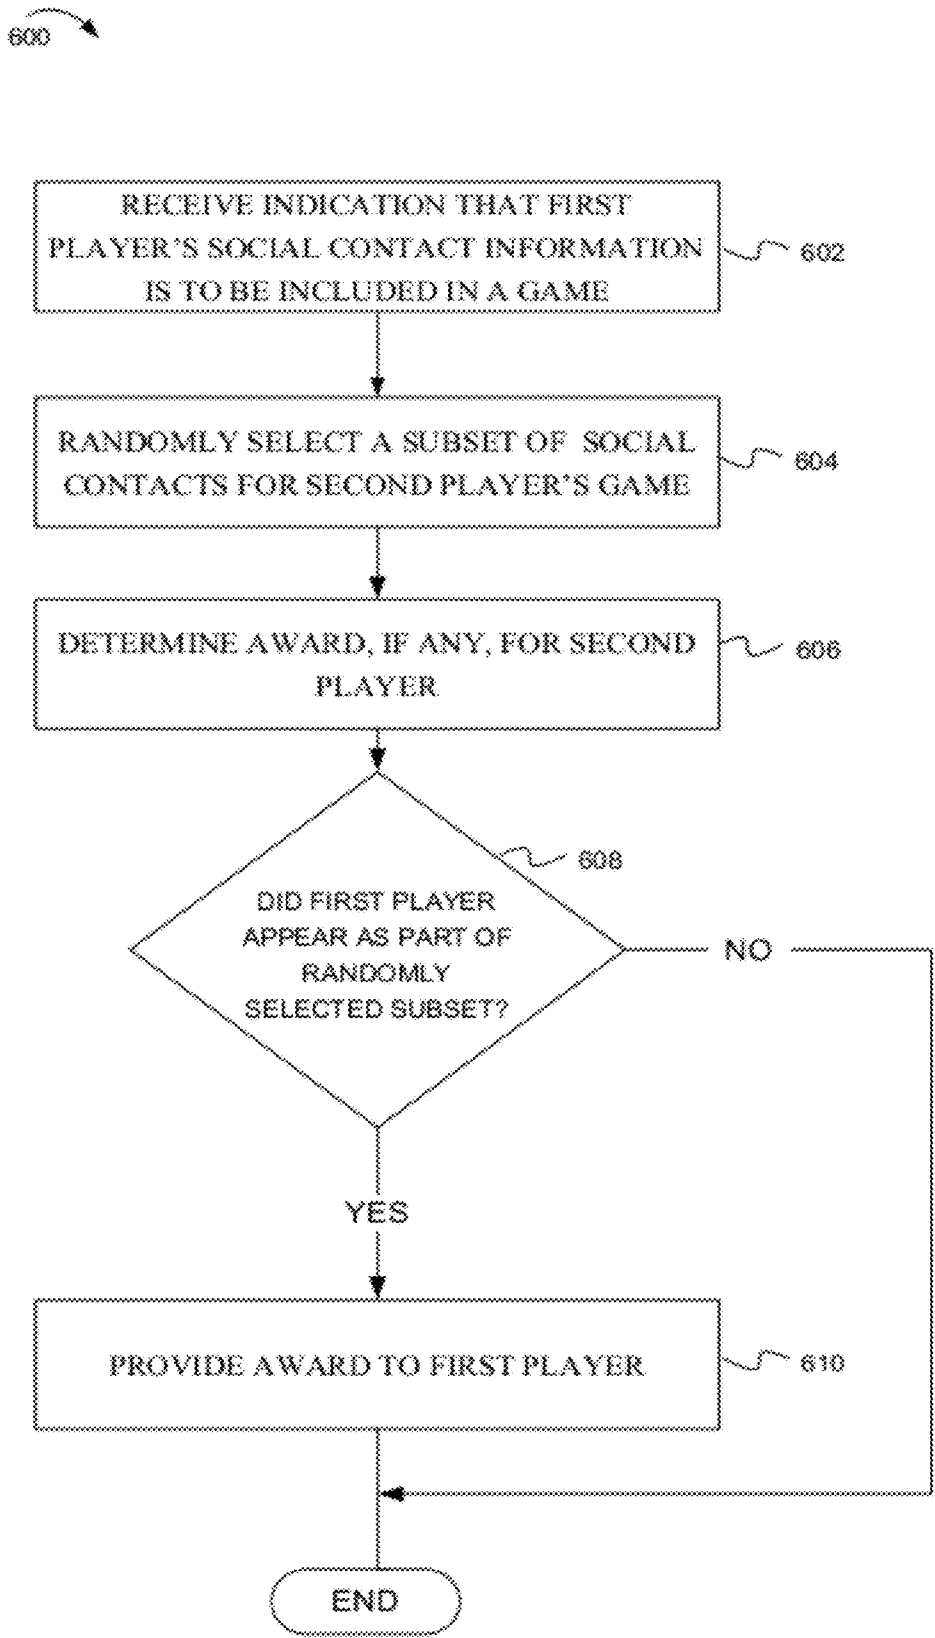 600
RECEIVE INDICATION THAT FIRST
PLAYER'S SOCIAL CONTACT INFORMATION
IS TO BE INCLUDED IN A GAME
602
RANDOMLY SELECT A SUBSET OF SOCIAL
CONTACTS FOR SECOND PLAYER'S GAME
604
DETERMINE AWARD, IF ANY, FOR SECOND
PLAYER
606
608
DID FIRST PLAYER
APPEAR AS PART OF
RANDOMLY
SELECTED SUBSET?
NO
YES
PROVIDE AWARD TO FIRST PLAYER
610
END